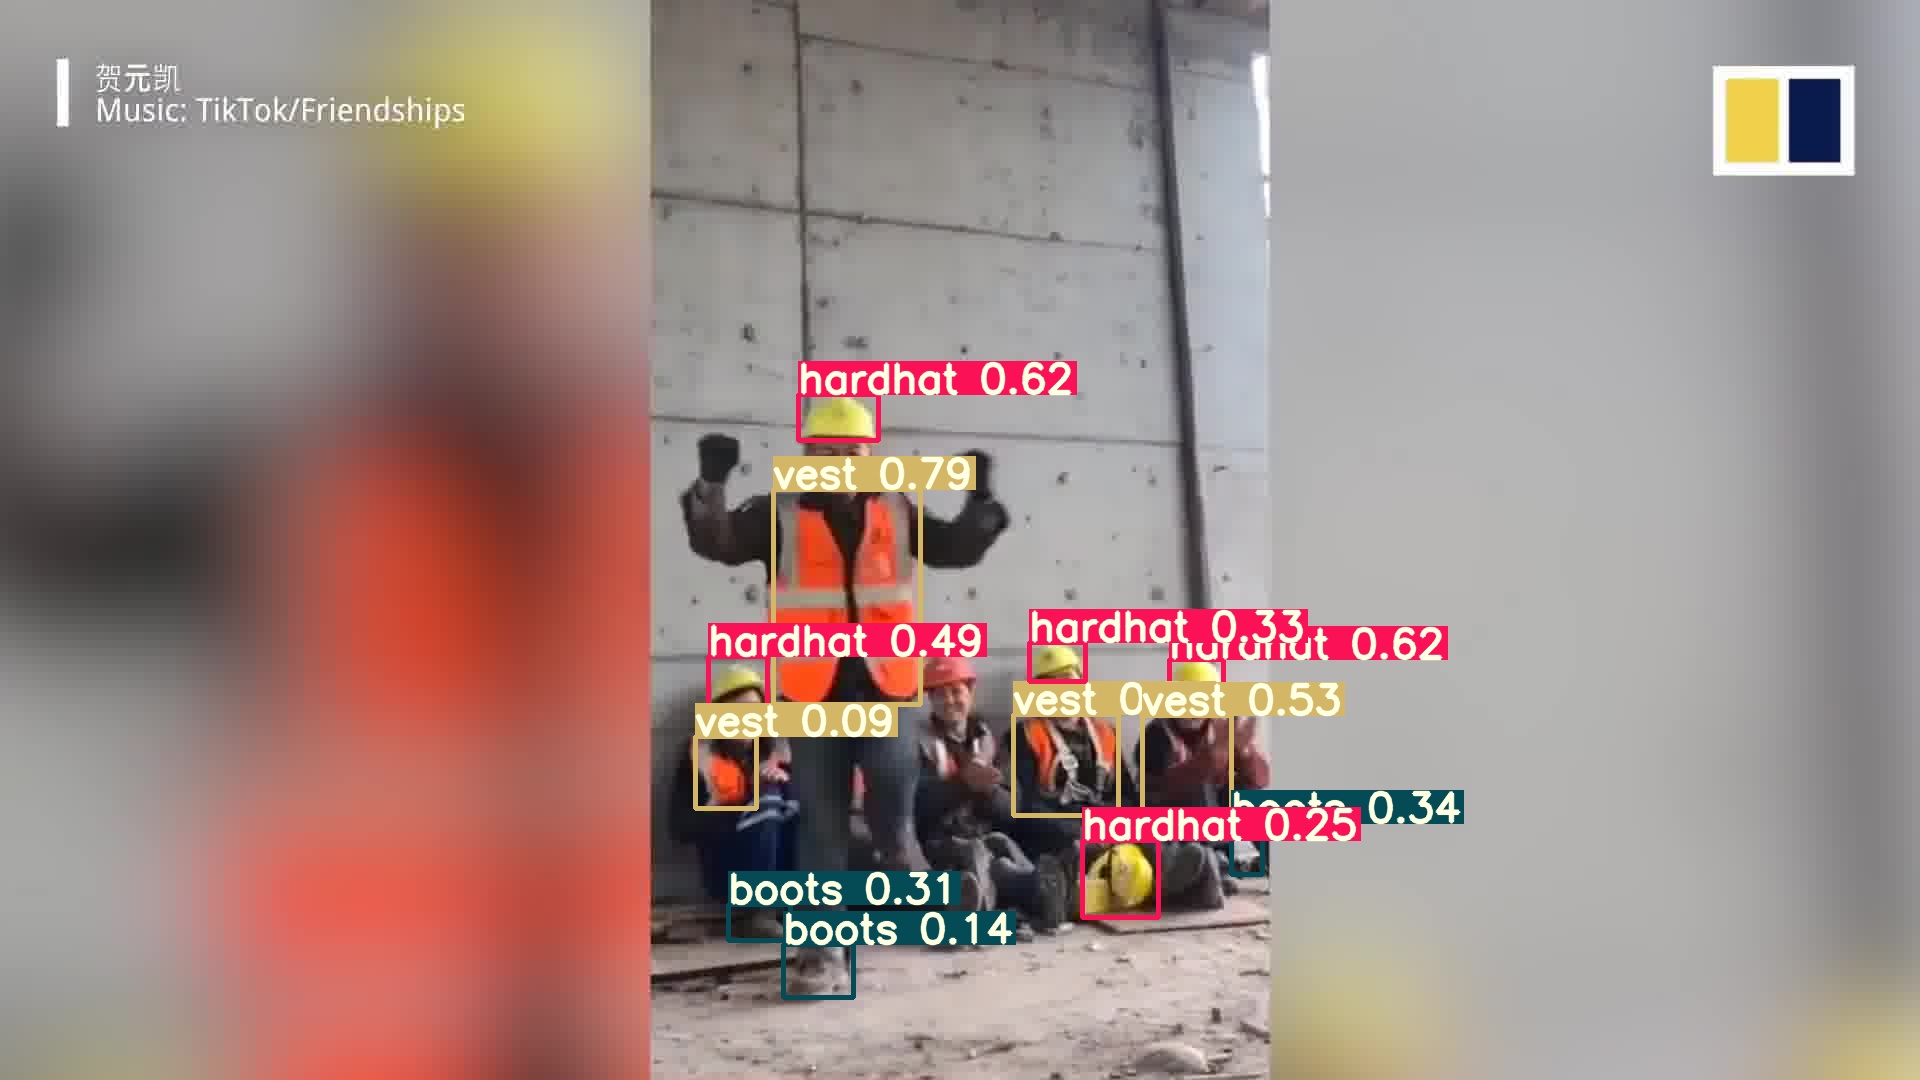 贺元凯
Music: TikTok/Friendships
hardhat 0.62
vest 0.79
hardhat 0.33
hardhat 0.49
hardhat 0.62
vest 0
vest 0.53
vest 0.09
boots 0.34
hardhat 0.25
boots 0.31
boots 0.14